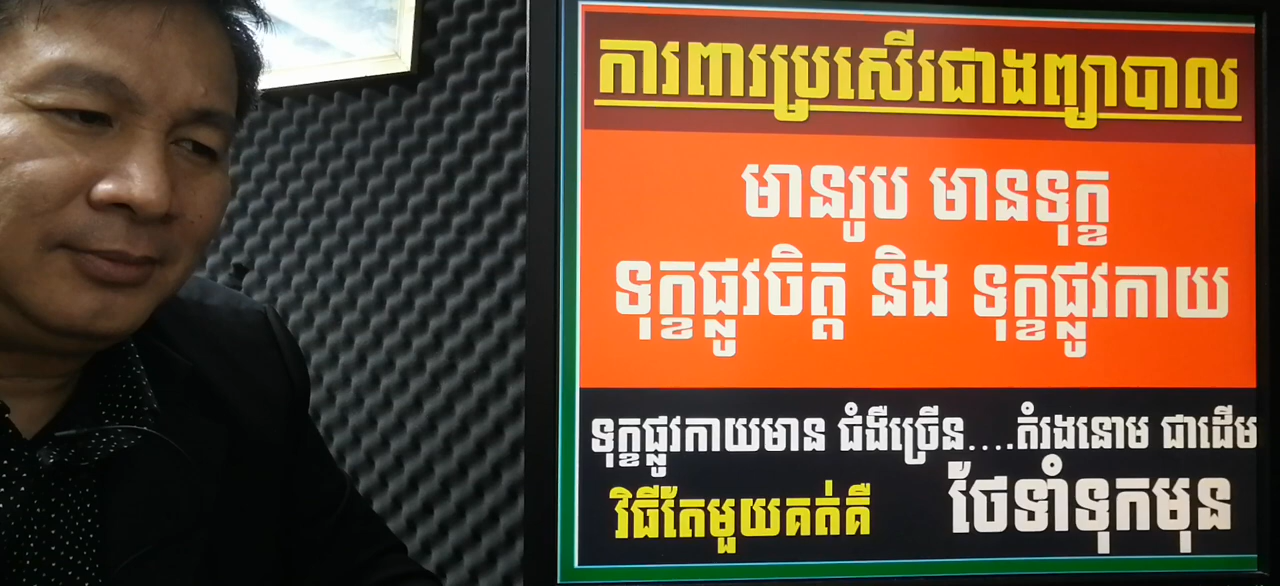 ការពារប្រសើរជាងព្យាបាល
មានរូប មានទុក្ខ
ទុក្ខផ្លូវចិត្ត និង ទុក្ខផ្លូវកាយ
ទុក្ខផ្លូវកាយមាន ជំងឺច្រើន....តំរងនោម ជាដើម
វិធីតែមួយគត់គឺ ថែទាំទុកមុន